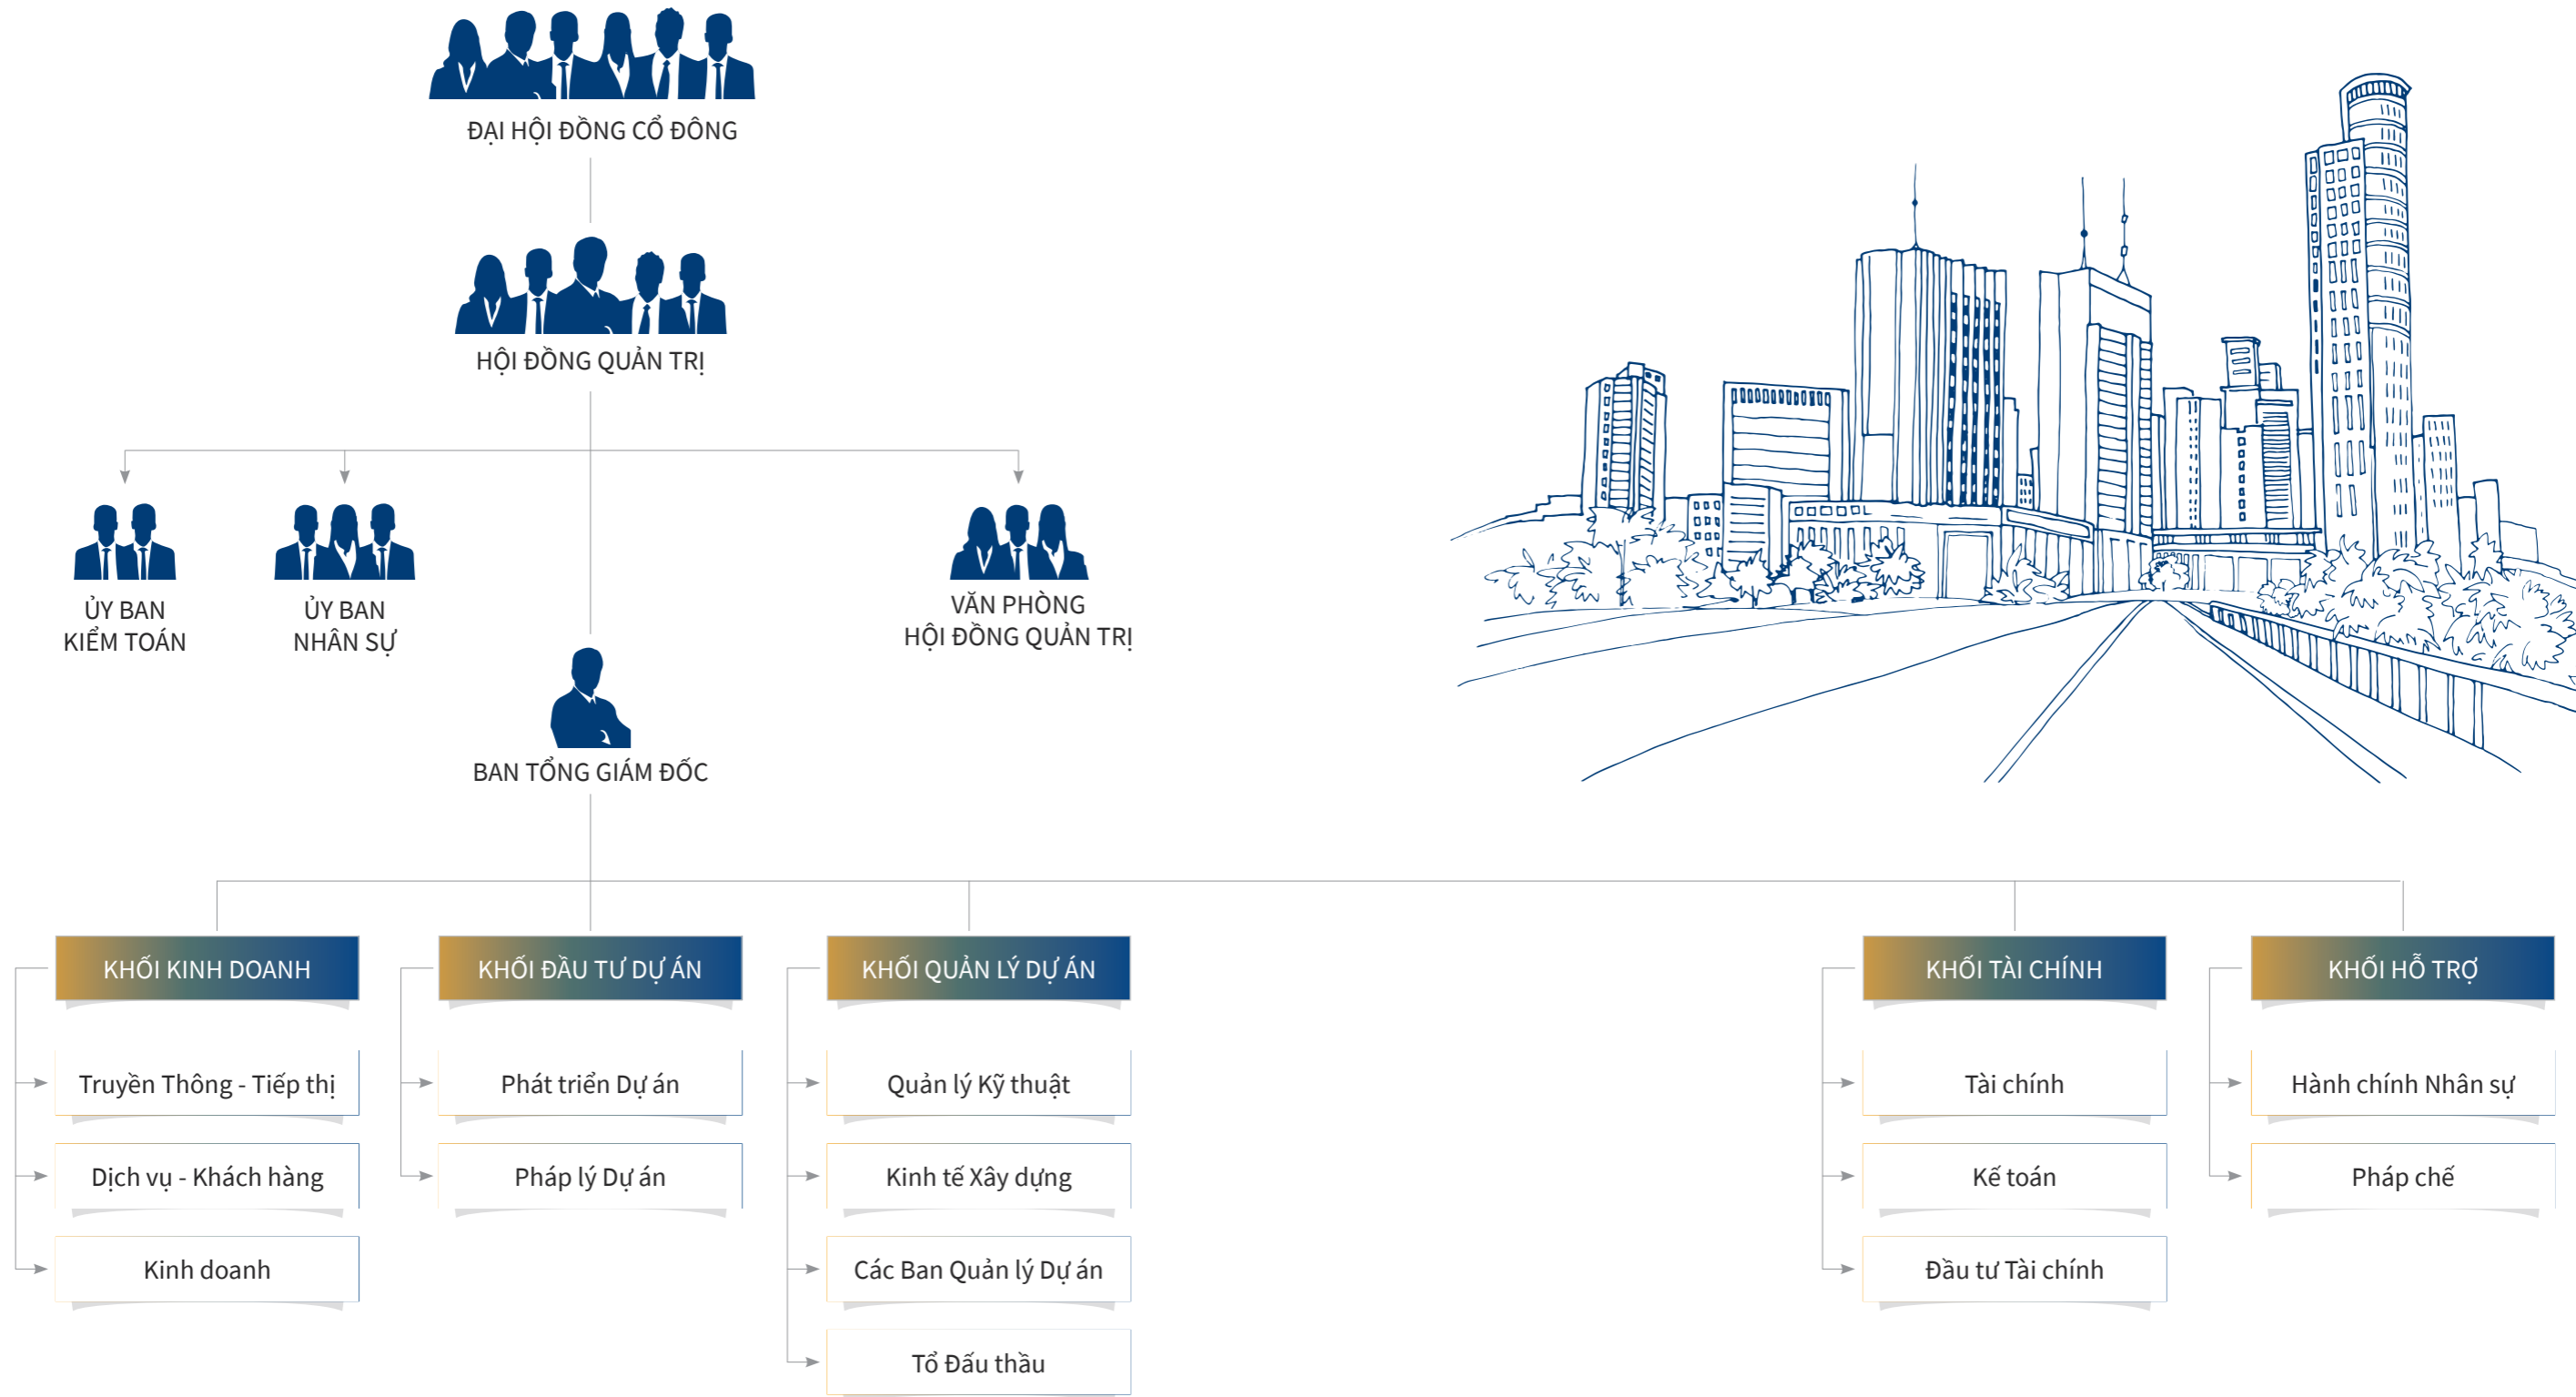 ĐẠI HỘI ĐỒNG CỔ ĐÔNG
HỘI ĐỒNG QUẢN TRỊ
ỦY BAN
KIỂM TOÁN
ỦY BAN
NHÂN SỰ
VĂN PHÒNG
HỘI ĐỒNG QUẢN TRỊ
BAN TỔNG GIÁM ĐỐC
KHỐI KINH DOANH
Truyền Thông - Tiếp thị
Dịch vụ - Khách hàng
Kinh doanh
KHỐI ĐẦU TƯ DỰ ÁN
Phát triển Dự án
Pháp lý Dự án
KHỐI QUẢN LÝ DỰ ÁN
Quản lý Kỹ thuật
Kinh tế Xây dựng
Các Ban Quản lý Dự án
Tổ Đấu thầu
KHỐI TÀI CHÍNH
Tài chính
Kế toán
Đầu tư Tài chính
KHỐI HỖ TRỢ
Hành chính Nhân sự
Pháp chế